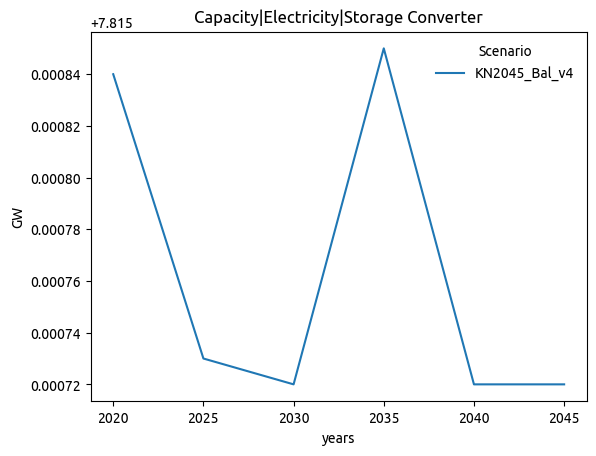 Capacity|Electricity|Storage Converter
+7.815
Scenario
KN2045_Bal_v4
0.00084
0.00082
0.00080
0.00078
0.00076
0.00074
0.00072
GW
2020 2025 2030 2035 2040 2045
years